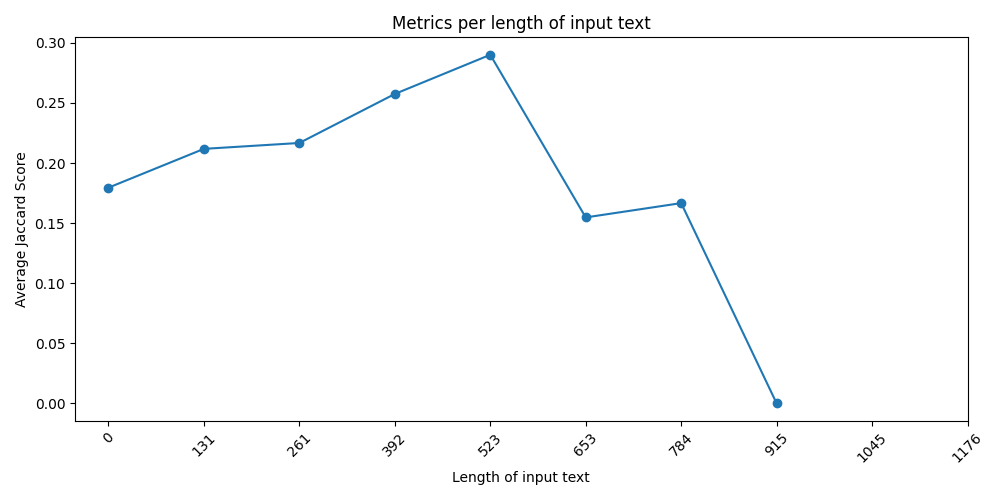 Metrics per length of input text
Average Jaccard Score
0.30
0.25
0.20
0.15
0.10
0.05
0.00
0 131 261 392 523 653 784 915 1045 1176
Length of input text